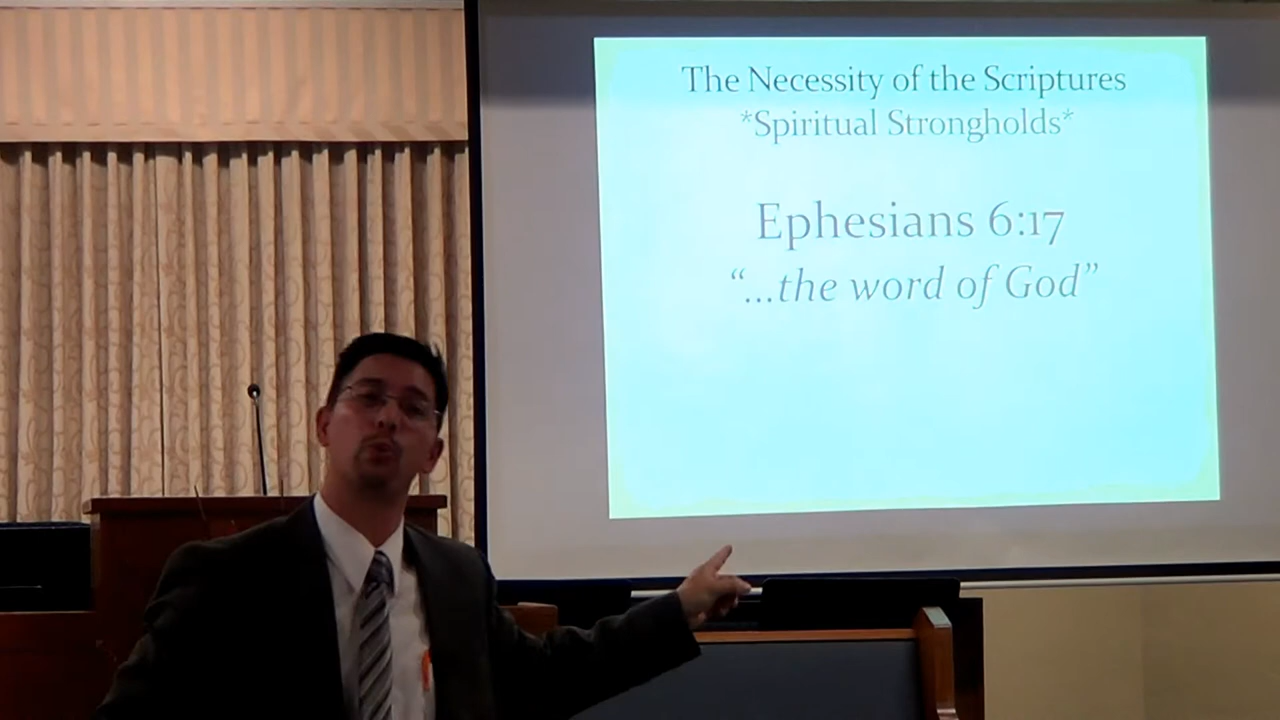 The Necessity of the Scriptures
*Spiritual Strongholds*
Ephesians 6:17
“...the word of God”